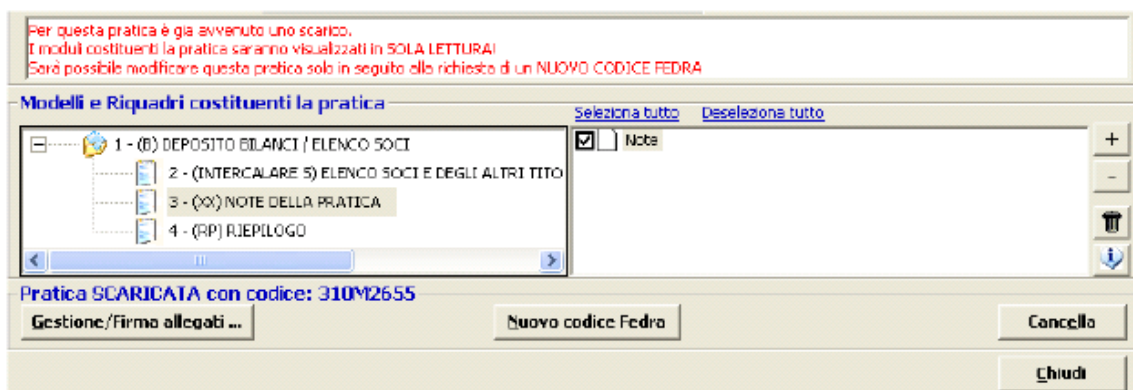 Per questa pratica è gia avvenuto uno scarico.
I moduli costituenti la pratica saranno visualizzati in SOLA LETTURA!
Sarà possibile modificare questa pratica solo in seguito alla richiesta di un NUOVO CODICE FEDRA
Modelli e Riquadri costituenti la pratica
Seleziona tutto Deseleziona tutto
1 - (B) DEPOSITO BILANCI / ELENCO SOCI
2 - (INTERCALARE S) ELENCO SOCI E DEGLI ALTRI TITO
3 - (XX) NOTE DELLA PRATICA
4 - (RP) RIEPILOGO
Note
Pratica SCARICATA con codice: 310M2655
Gestione/Firma allegati ... Nuovo codice Fedra Cancella
Chiudi